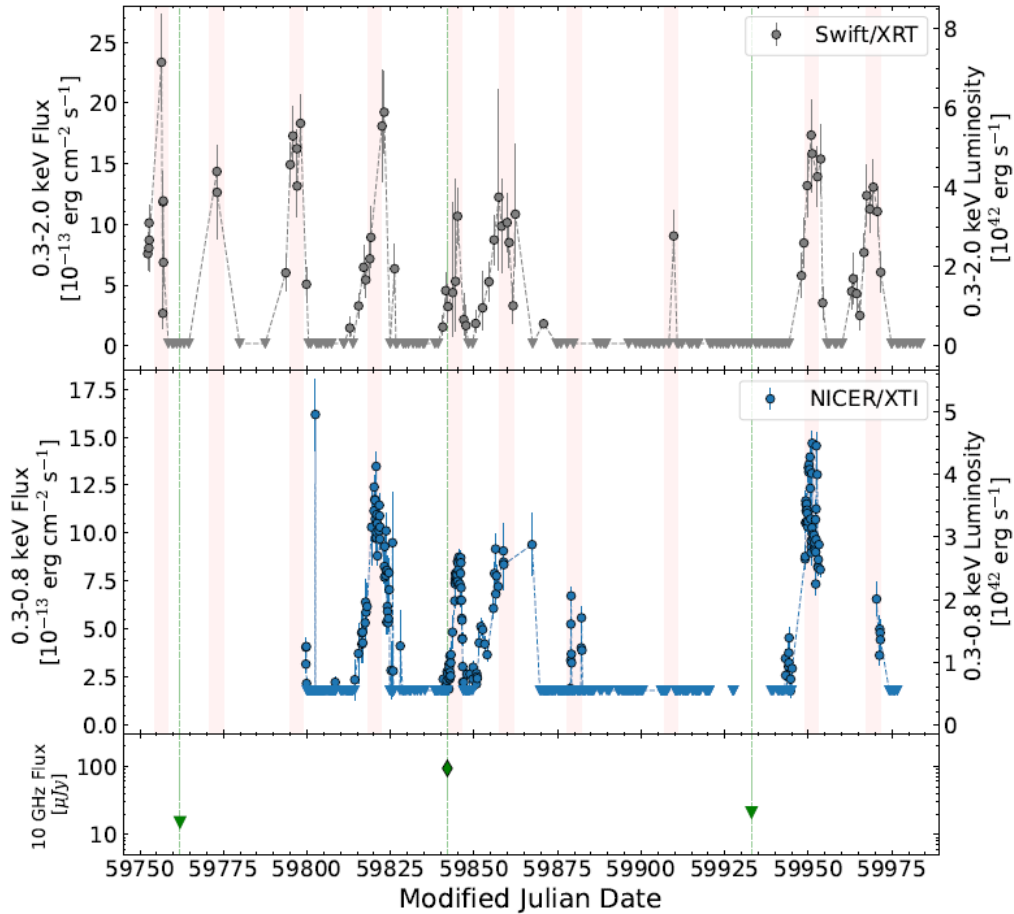 Swift/XRT
0.3-2.0 keV Flux
[10⁻¹³ erg cm⁻² s⁻¹]
25
20
15
10
5
0
8
6
4
2
0
0.3-2.0 keV Luminosity
[10⁴² erg s⁻¹]
NICER/XTI
0.3-0.8 keV Flux
[10⁻¹³ erg cm⁻² s⁻¹]
17.5
15.0
12.5
10.0
7.5
5.0
2.5
0.0
5
4
3
2
1
0
0.3-0.8 keV Luminosity
[10⁴² erg s⁻¹]
10 GHz Flux
[μJy]
100
10
59750 59775 59800 59825 59850 59875 59900 59925 59950 59975
Modified Julian Date